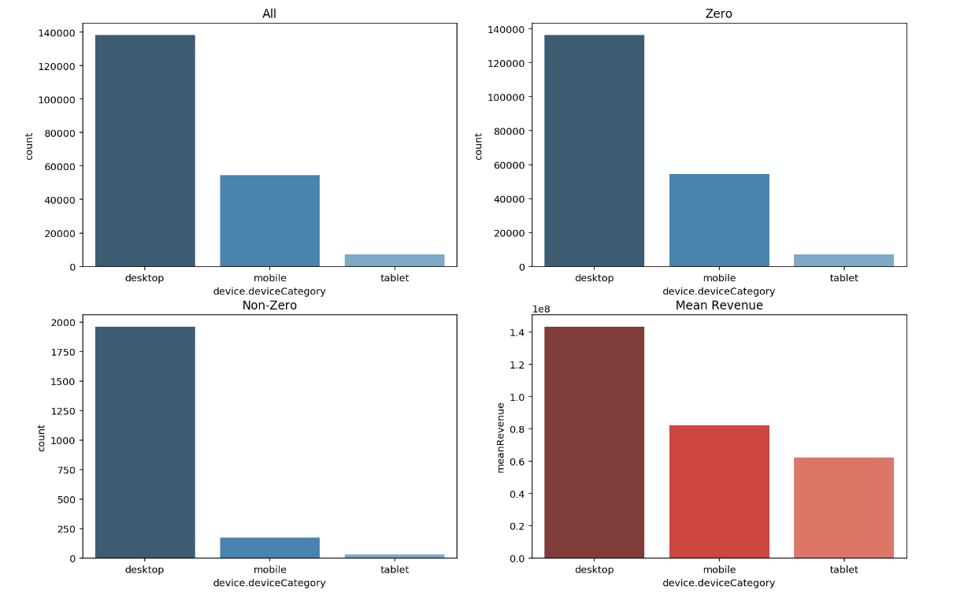 All
140000
120000
100000
80000
60000
40000
20000
0
count
desktop mobile tablet
device.deviceCategory
Zero
140000
120000
100000
80000
60000
40000
20000
0
count
desktop mobile tablet
device.deviceCategory
Non-Zero
2000
1750
1500
1250
1000
750
500
250
0
count
desktop mobile tablet
device.deviceCategory
Mean Revenue
1e8
1.4
1.2
1.0
0.8
0.6
0.4
0.2
0.0
meanRevenue
desktop mobile tablet
device.deviceCategory